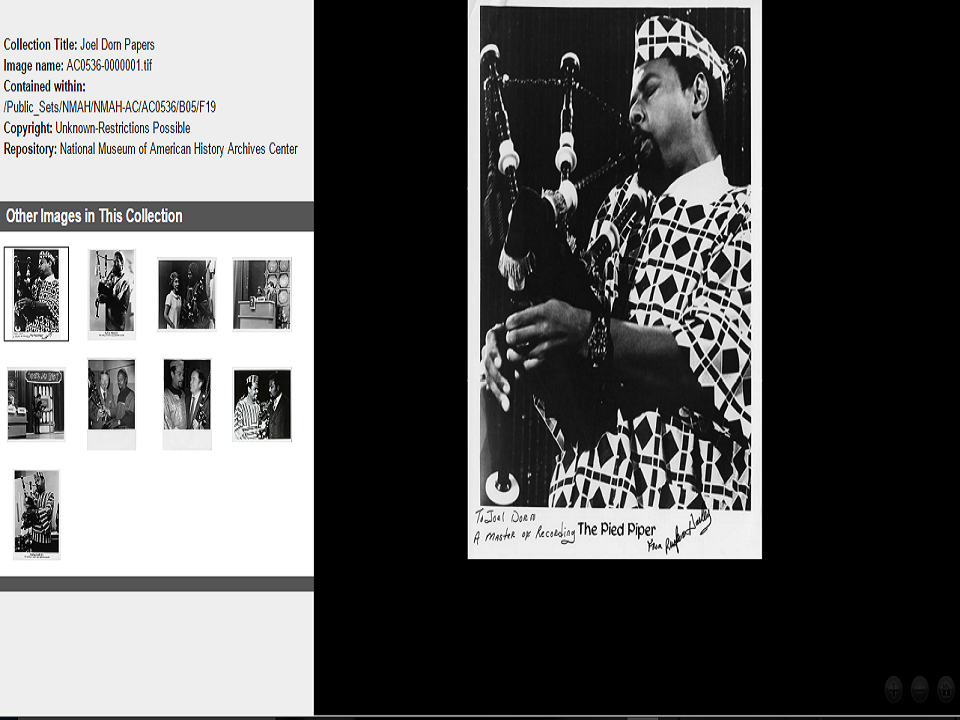 Collection Title: Joel Dorn Papers
Image name: AC0536-0000001.tif
Contained within:
/Public_Sets/NMAH/NMAH-AC/AC0536/B05/F19
Copyright: Unknown-Restrictions Possible
Repository: National Museum of American History Archives Center
Other Images in This Collection
To Joel Dorn
A Master of Recording The Pied Piper
From Rufus Harley